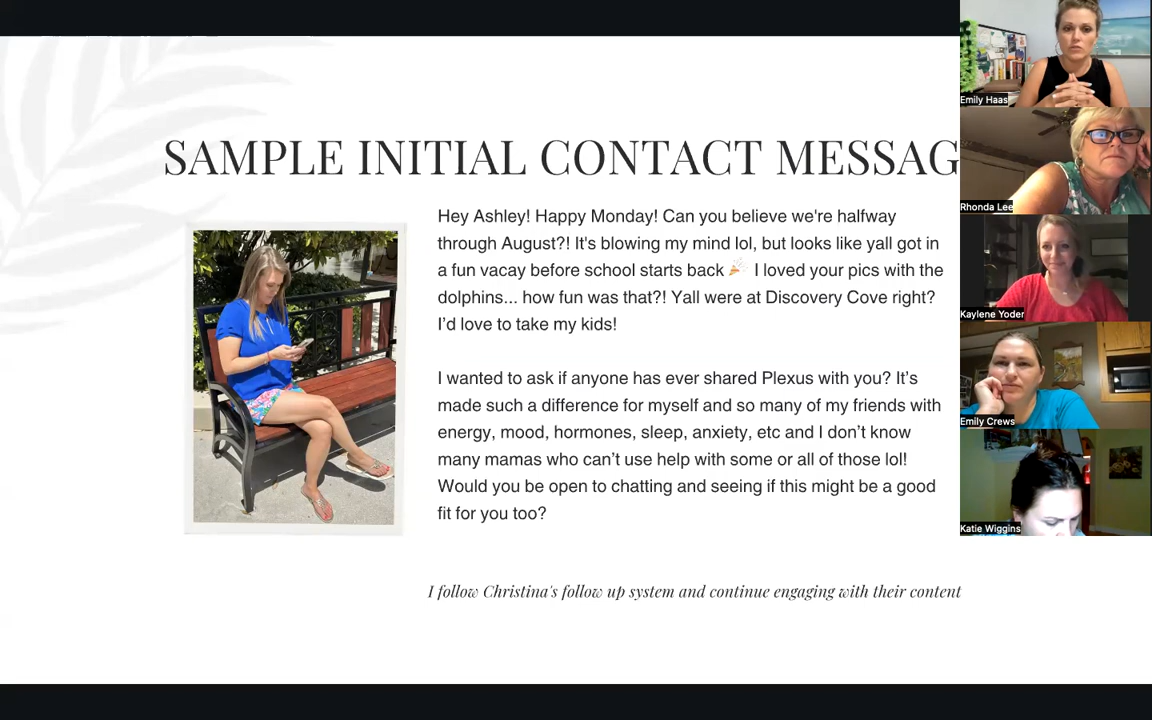 SAMPLE INITIAL CONTACT MESSAG
Hey Ashley! Happy Monday! Can you believe we're halfway
through August?! It's blowing my mind lol, but looks like yall got in
a fun vacay before school starts back 🎉 I loved your pics with the
dolphins... how fun was that?! Yall were at Discovery Cove right?
I’d love to take my kids!
I wanted to ask if anyone has ever shared Plexus with you? It’s
made such a difference for myself and so many of my friends with
energy, mood, hormones, sleep, anxiety, etc and I don’t know
many mamas who can’t use help with some or all of those lol!
Would you be open to chatting and seeing if this might be a good
fit for you too?
I follow Christina's follow up system and continue engaging with their content
Emily Haas
Rhonda Lee
Kaylene Yoder
Emily Crews
Katie Wiggins